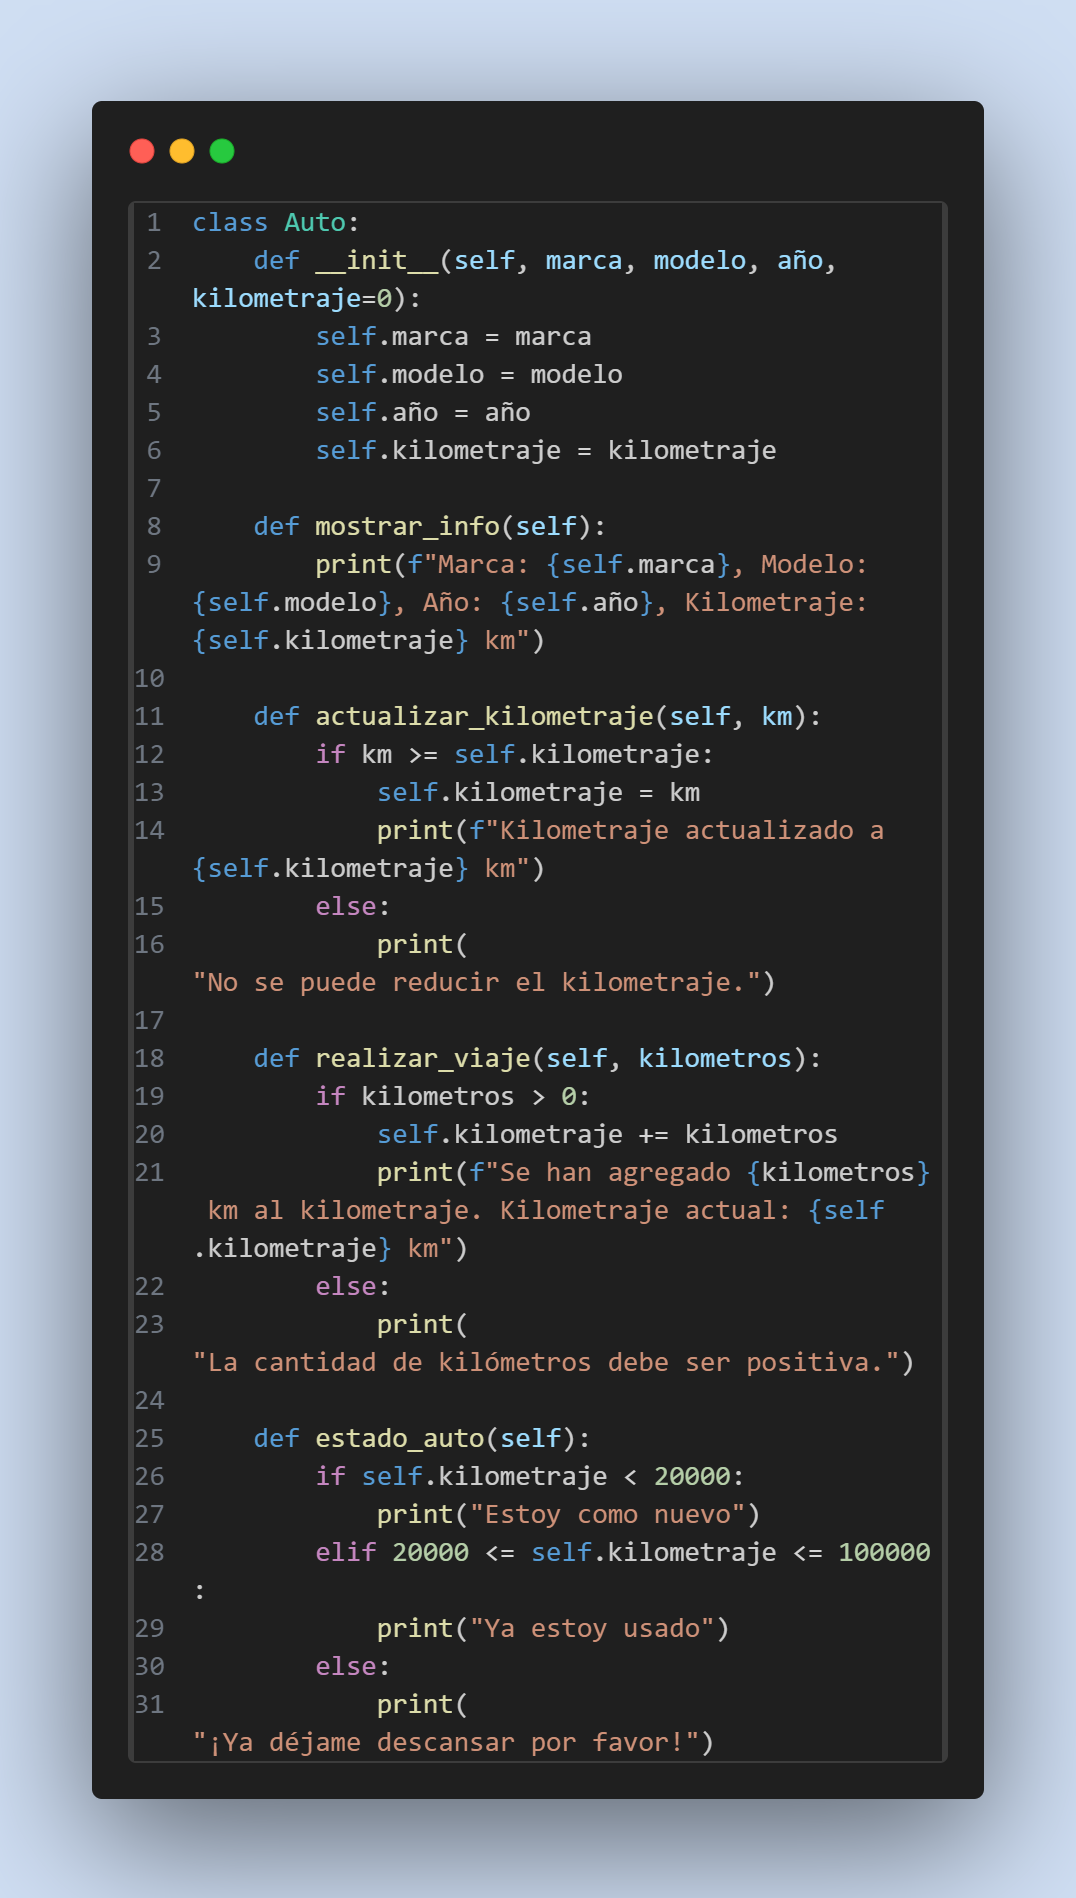 1 class Auto:
2     def __init__(self, marca, modelo, año,
kilometraje=0):
3         self.marca = marca
4         self.modelo = modelo
5         self.año = año
6         self.kilometraje = kilometraje
7
8     def mostrar_info(self):
9         print(f"Marca: {self.marca}, Modelo:
{self.modelo}, Año: {self.año}, Kilometraje:
{self.kilometraje} km")
10
11     def actualizar_kilometraje(self, km):
12         if km >= self.kilometraje:
13             self.kilometraje = km
14             print(f"Kilometraje actualizado a
{self.kilometraje} km")
15         else:
16             print(
"No se puede reducir el kilometraje.")
17
18     def realizar_viaje(self, kilometros):
19         if kilometros > 0:
20             self.kilometraje += kilometros
21             print(f"Se han agregado {kilometros}
 km al kilometraje. Kilometraje actual: {self
.kilometraje} km")
22         else:
23             print(
"La cantidad de kilómetros debe ser positiva.")
24
25     def estado_auto(self):
26         if self.kilometraje < 20000:
27             print("Estoy como nuevo")
28         elif 20000 <= self.kilometraje <= 100000
:
29             print("Ya estoy usado")
30         else:
31             print(
"¡Ya déjame descansar por favor!")